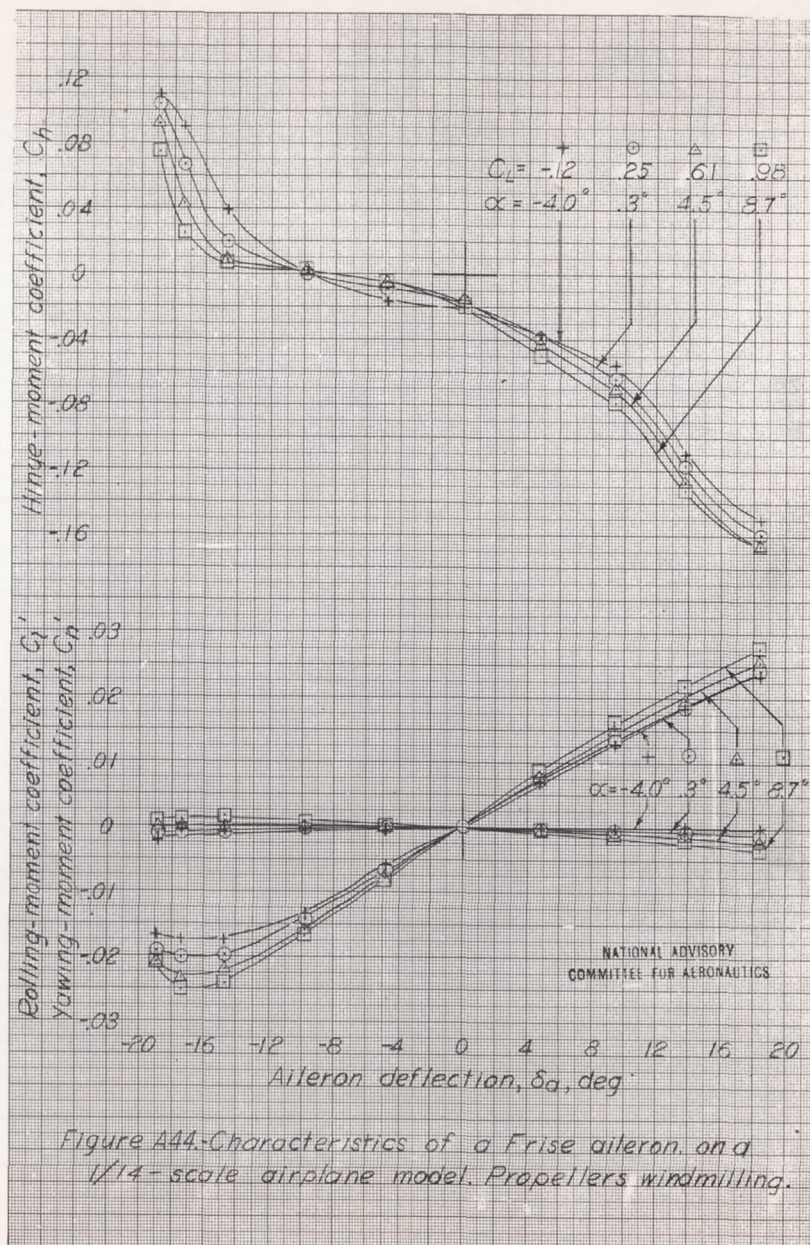 .12
.08
.04
0
-.04
-.08
-.12
-.16
Hinge-moment coefficient, Ch
+ ⊙ △ ⊡
CL= -.12 .25 .61 .98
α= -4.0° .3° 4.5° 8.7°
.03
.02
.01
0
-.01
-.02
-.03
Rolling-moment coefficient, Cl'
Yawing-moment coefficient, Cn'
+ ⊙ △ ⊡
α=-4.0° .3° 4.5° 8.7°
NATIONAL ADVISORY
COMMITTEE FOR AERONAUTICS
-20 -16 -12 -8 -4 0 4 8 12 16 20
Aileron deflection, δa, deg
Figure A44.-Characteristics of a Frise aileron on a
1/14-scale airplane model. Propellers windmilling.